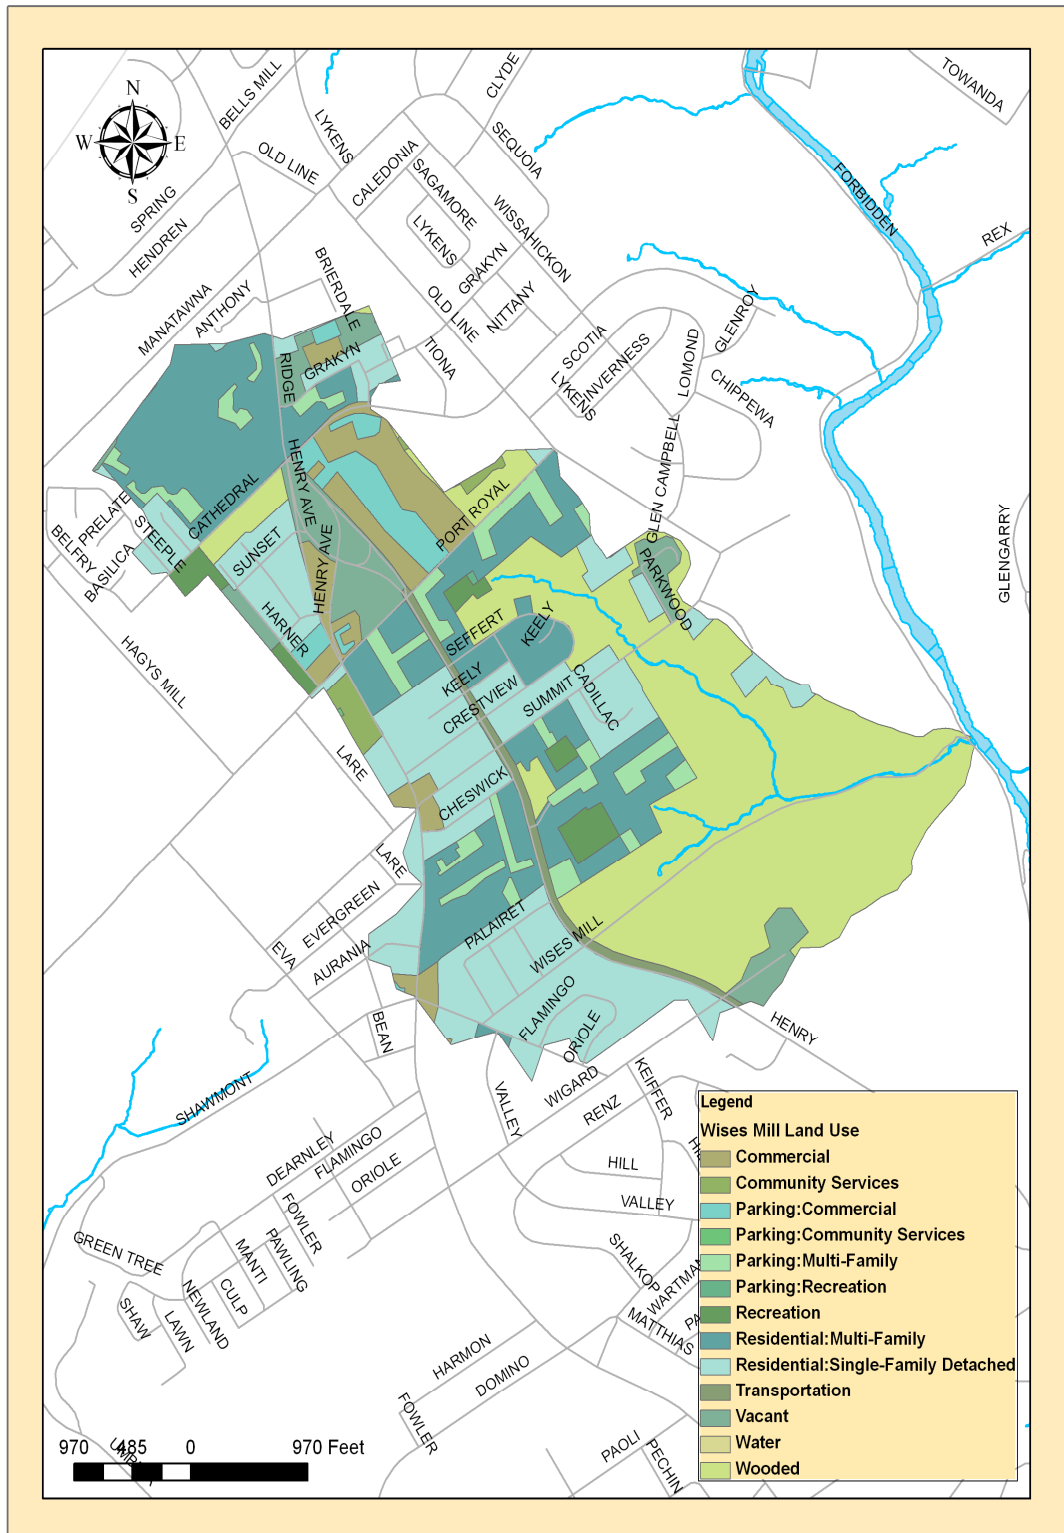 N
W
E
S
BELLS MILL
LYKENS
CLYDE
TOWANDA
OLD LINE
CALEDONIA
SEQUOIA
SAGAMORE
SPRING
HENDREN
LYKENS
WISSAHICKON
FORBIDDEN
REX
GRAKYN
NITTANY
MANATAWNA
ANTHONY
BRIERDALE
OLD LINE
TIONA
SCOTIA
INVERNESS
LYKENS
LOMOND
GLENROY
CHIPPEWA
RIDGE
GRAKYN
HENRY AVE
GLEN CAMPBELL
CATHEDRAL
PORT ROYAL
PRELATE
STEEPLE
BELFRY
BASILICA
SUNSET
HENRY AVE
HARNER
PARKWOOD
GLENGARRY
SEFFERT
KEELY
KEELY
CRESTVIEW
SUMMIT
CADILLAC
HAGYS MILL
LARE
CHESWICK
LARE
EVERGREEN
EVA
AURANIA
PALAIRET
WISES MILL
FLAMINGO
ORIOLE
BEAN
HENRY
SHAWMONT
VALLEY
WIGARD
KEIFFER
RENZ
DEARNLEY
FLAMINGO
ORIOLE
HILL
VALLEY
FOWLER
GREEN TREE
MANTI
PAWLING
CULP
NEWLAND
SHAW
LAWN
SHALKOP
WARTMAN
MATTHIAS
HARMON
DOMINO
FOWLER
PAOLI
PECHIN
Legend
Wises Mill Land Use
Commercial
Community Services
Parking:Commercial
Parking:Community Services
Parking:Multi-Family
Parking:Recreation
Recreation
Residential:Multi-Family
Residential:Single-Family Detached
Transportation
Vacant
Water
Wooded
970 485 0 970 Feet